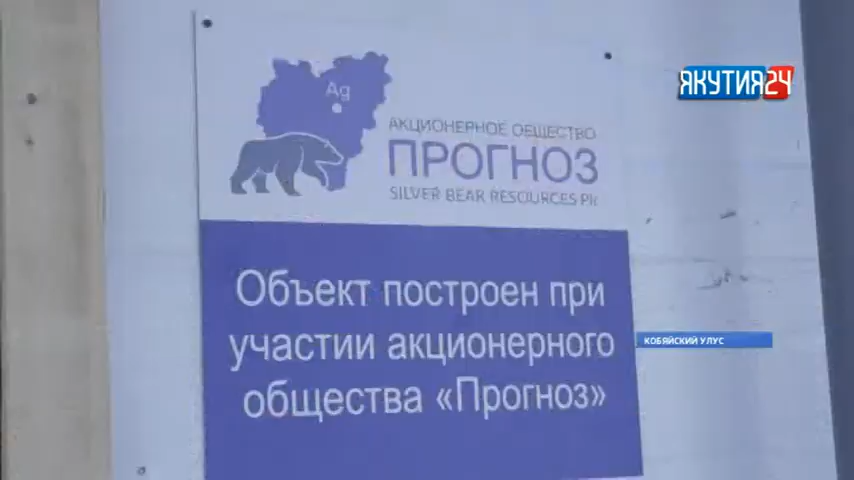 ЯКУТИЯ24
Ag
АКЦИОНЕРНОЕ ОБЩЕСТВО
ПРОГНОЗ
SILVER BEAR RESOURCES
Объект построен при
участии акционерного
общества «Прогноз»
КОБЯЙСКИЙ УЛУС